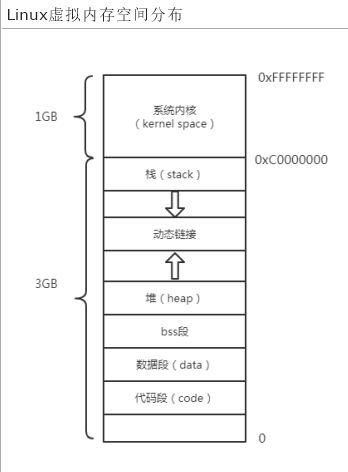 Linux虚拟内存空间分布
0xFFFFFFFF
系统内核
（kernel space）
1GB
0xC0000000
栈（stack）
动态链接
3GB
堆（heap）
bss段
数据段（data）
代码段（code）
0